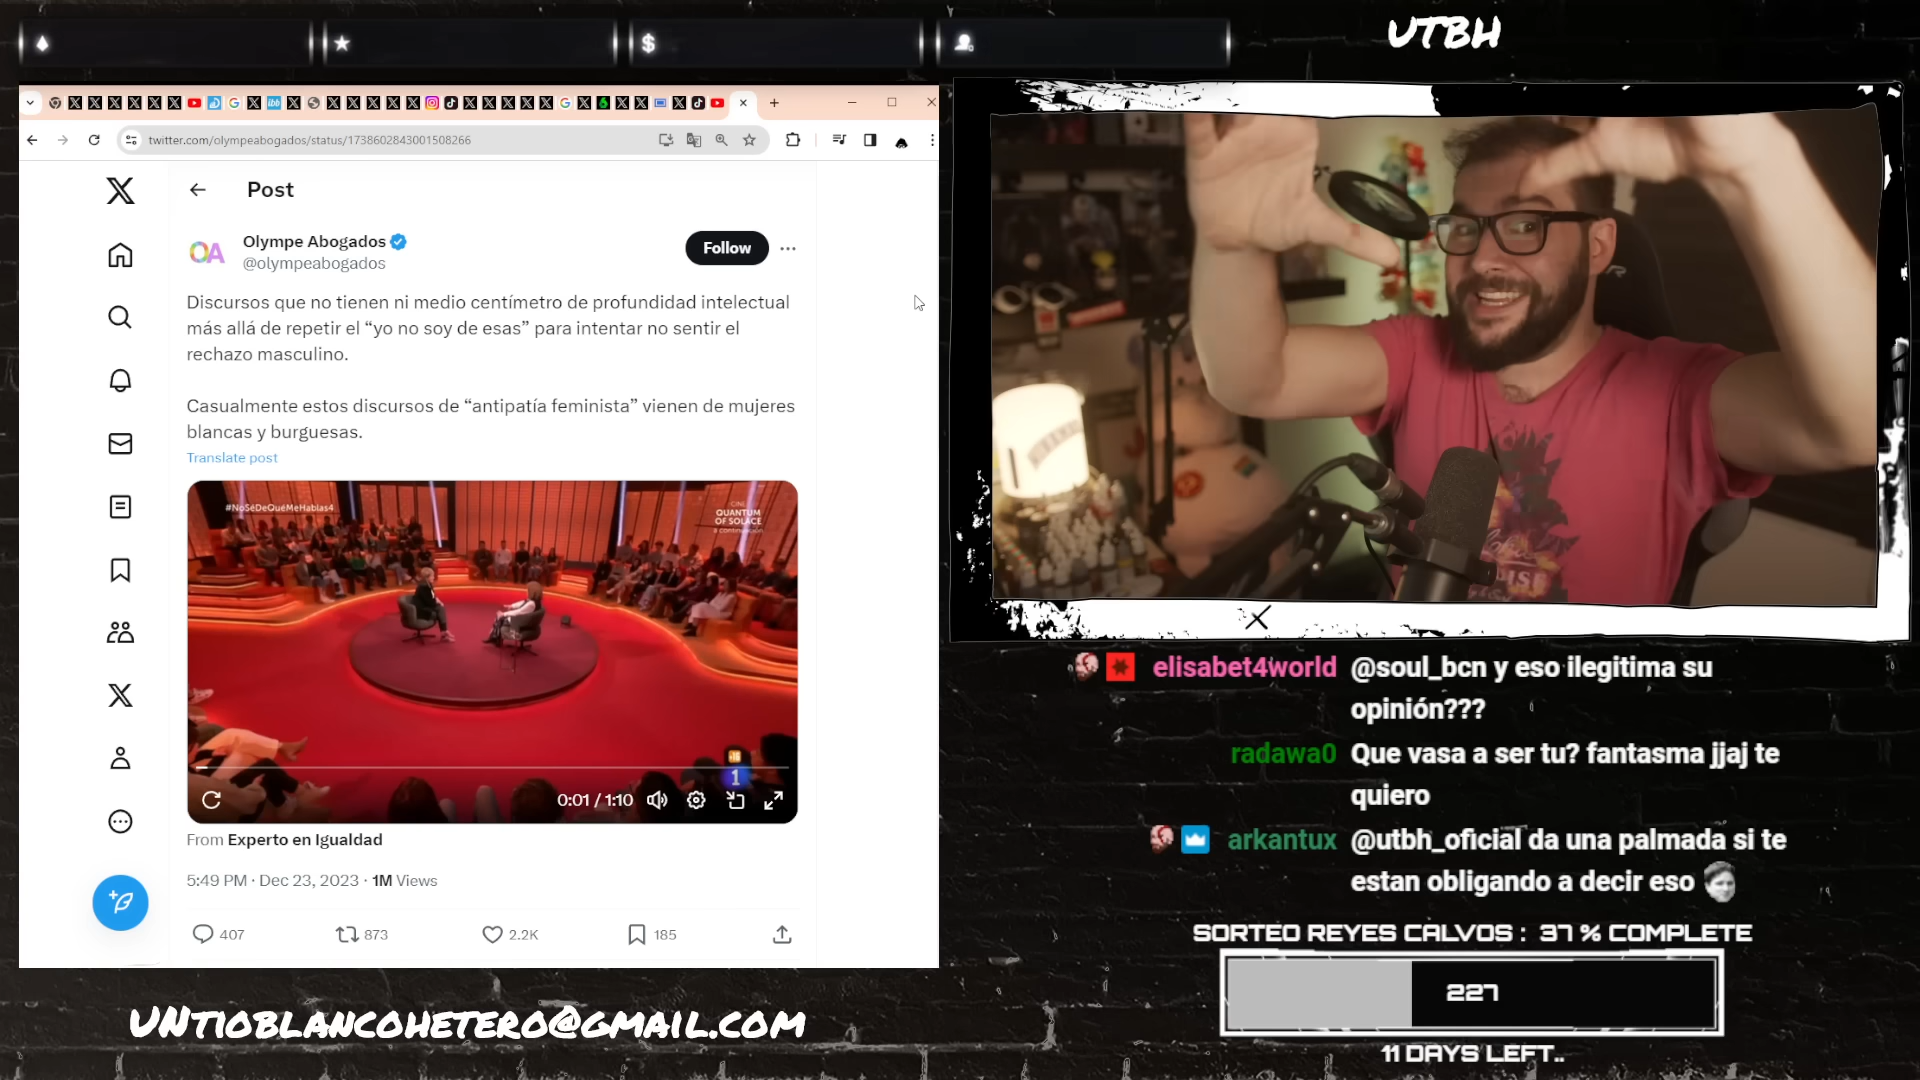 UTBH
twitter.com/olympeabogados/status/1738602843001508266
Post
Olympe Abogados
@olympeabogados
Follow
Discursos que no tienen ni medio centímetro de profundidad intelectual
más allá de repetir el “yo no soy de esas” para intentar no sentir el
rechazo masculino.
Casualmente estos discursos de “antipatía feminista” vienen de mujeres
blancas y burguesas.
Translate post
#NoSéDeQuéMeHablas4
CINE
QUANTUM
OF SOLACE
a continuación
1
0:01 / 1:10
From Experto en Igualdad
5:49 PM · Dec 23, 2023 · 1M Views
407 873 2.2K 185
elisabet4world @soul_bcn y eso ilegitima su
opinión???
radawa0 Que vasa a ser tu? fantasma jjaj te
quiero
arkantux @utbh_oficial da una palmada si te
estan obligando a decir eso
SORTEO REYES CALVOS : 37 % COMPLETE
227
11 DAYS LEFT..
UNTIOBLANCOHETERO@GMAIL.COM